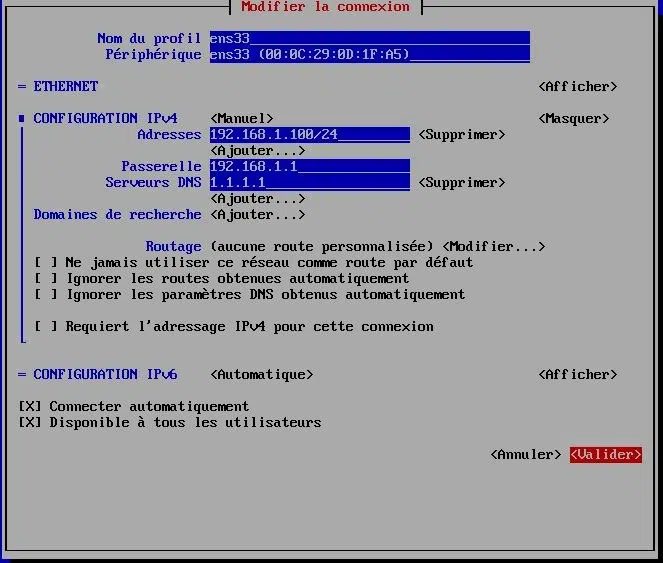 Modifier la connexion
Nom du profil ens33
Périphérique ens33 (00:0C:29:0D:1F:A5)
= ETHERNET <Afficher>
CONFIGURATION IPv4 <Manuel> <Masquer>
Adresses 192.168.1.100/24 <Supprimer>
<Ajouter...>
Passerelle 192.168.1.1
Serveurs DNS 1.1.1.1 <Supprimer>
<Ajouter...>
Domaines de recherche <Ajouter...>
Routage (aucune route personnalisée) <Modifier...>
[ ] Ne jamais utiliser ce réseau comme route par défaut
[ ] Ignorer les routes obtenues automatiquement
[ ] Ignorer les paramètres DNS obtenus automatiquement
[ ] Requiert l'adressage IPv4 pour cette connexion
= CONFIGURATION IPv6 <Automatique> <Afficher>
[X] Connecter automatiquement
[X] Disponible à tous les utilisateurs
<Annuler> <Valider>